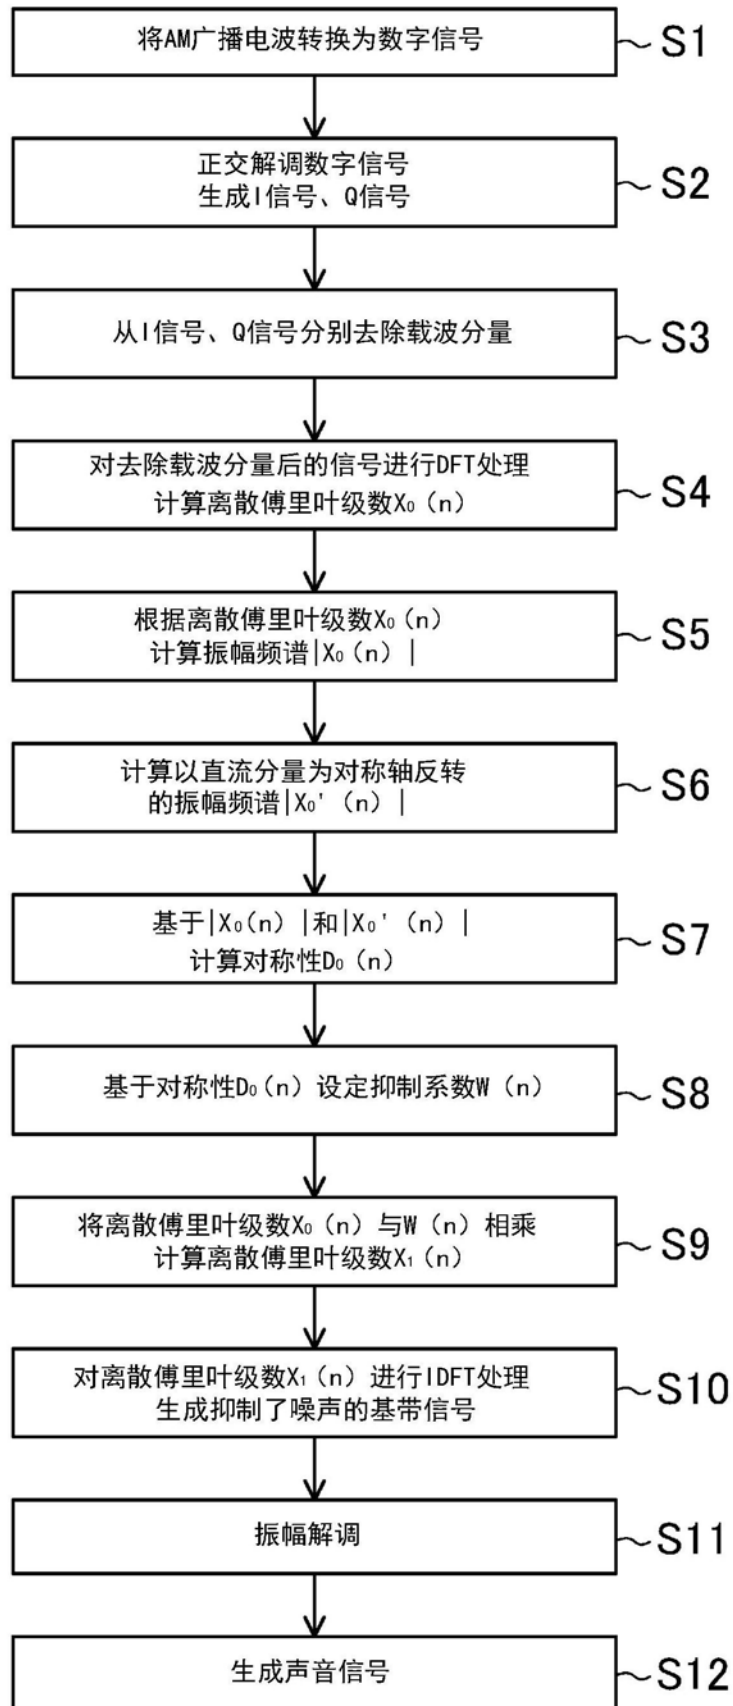 将AM广播电波转换为数字信号
S1
正交解调数字信号
生成I信号、Q信号
S2
从I信号、Q信号分别去除载波分量
S3
对去除载波分量后的信号进行DFT处理
计算离散傅里叶级数X₀(n)
S4
根据离散傅里叶级数X₀(n)
计算振幅频谱|X₀(n)|
S5
计算以直流分量为对称轴反转
的振幅频谱|X₀'(n)|
S6
基于|X₀(n)|和|X₀'(n)|
计算对称性D₀(n)
S7
基于对称性D₀(n)设定抑制系数W(n)
S8
将离散傅里叶级数X₀(n)与W(n)相乘
计算离散傅里叶级数X₁(n)
S9
对离散傅里叶级数X₁(n)进行IDFT处理
生成抑制了噪声的基带信号
S10
振幅解调
S11
生成声音信号
S12